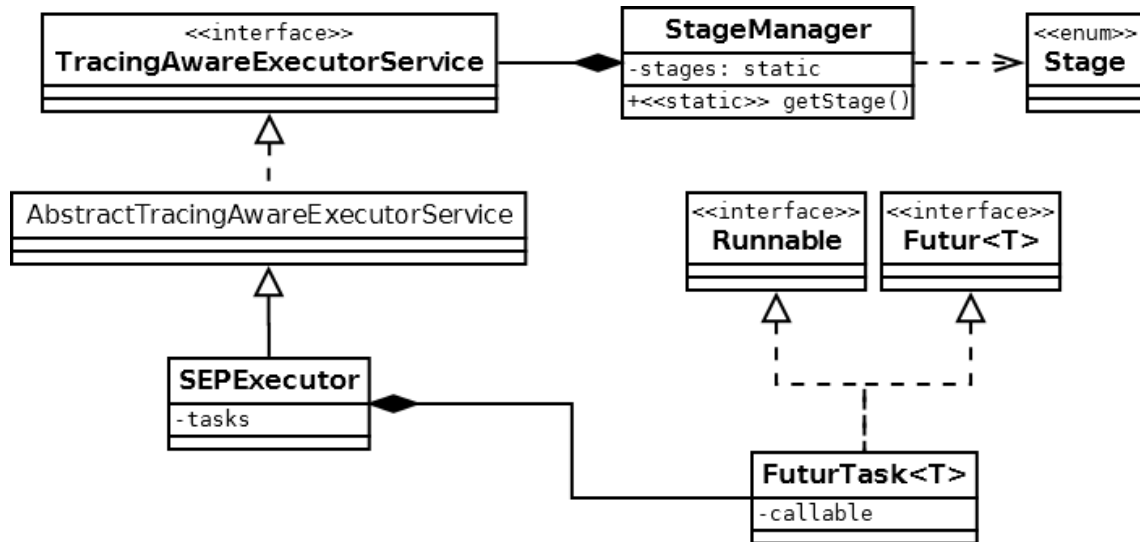 <<interface>>
TracingAwareExecutorService
StageManager
-stages: static
+<<static>> getStage()
<<enum>>
Stage
AbstractTracingAwareExecutorService
<<interface>>
Runnable
<<interface>>
Futur<T>
SEPExecutor
-tasks
FuturTask<T>
-callable